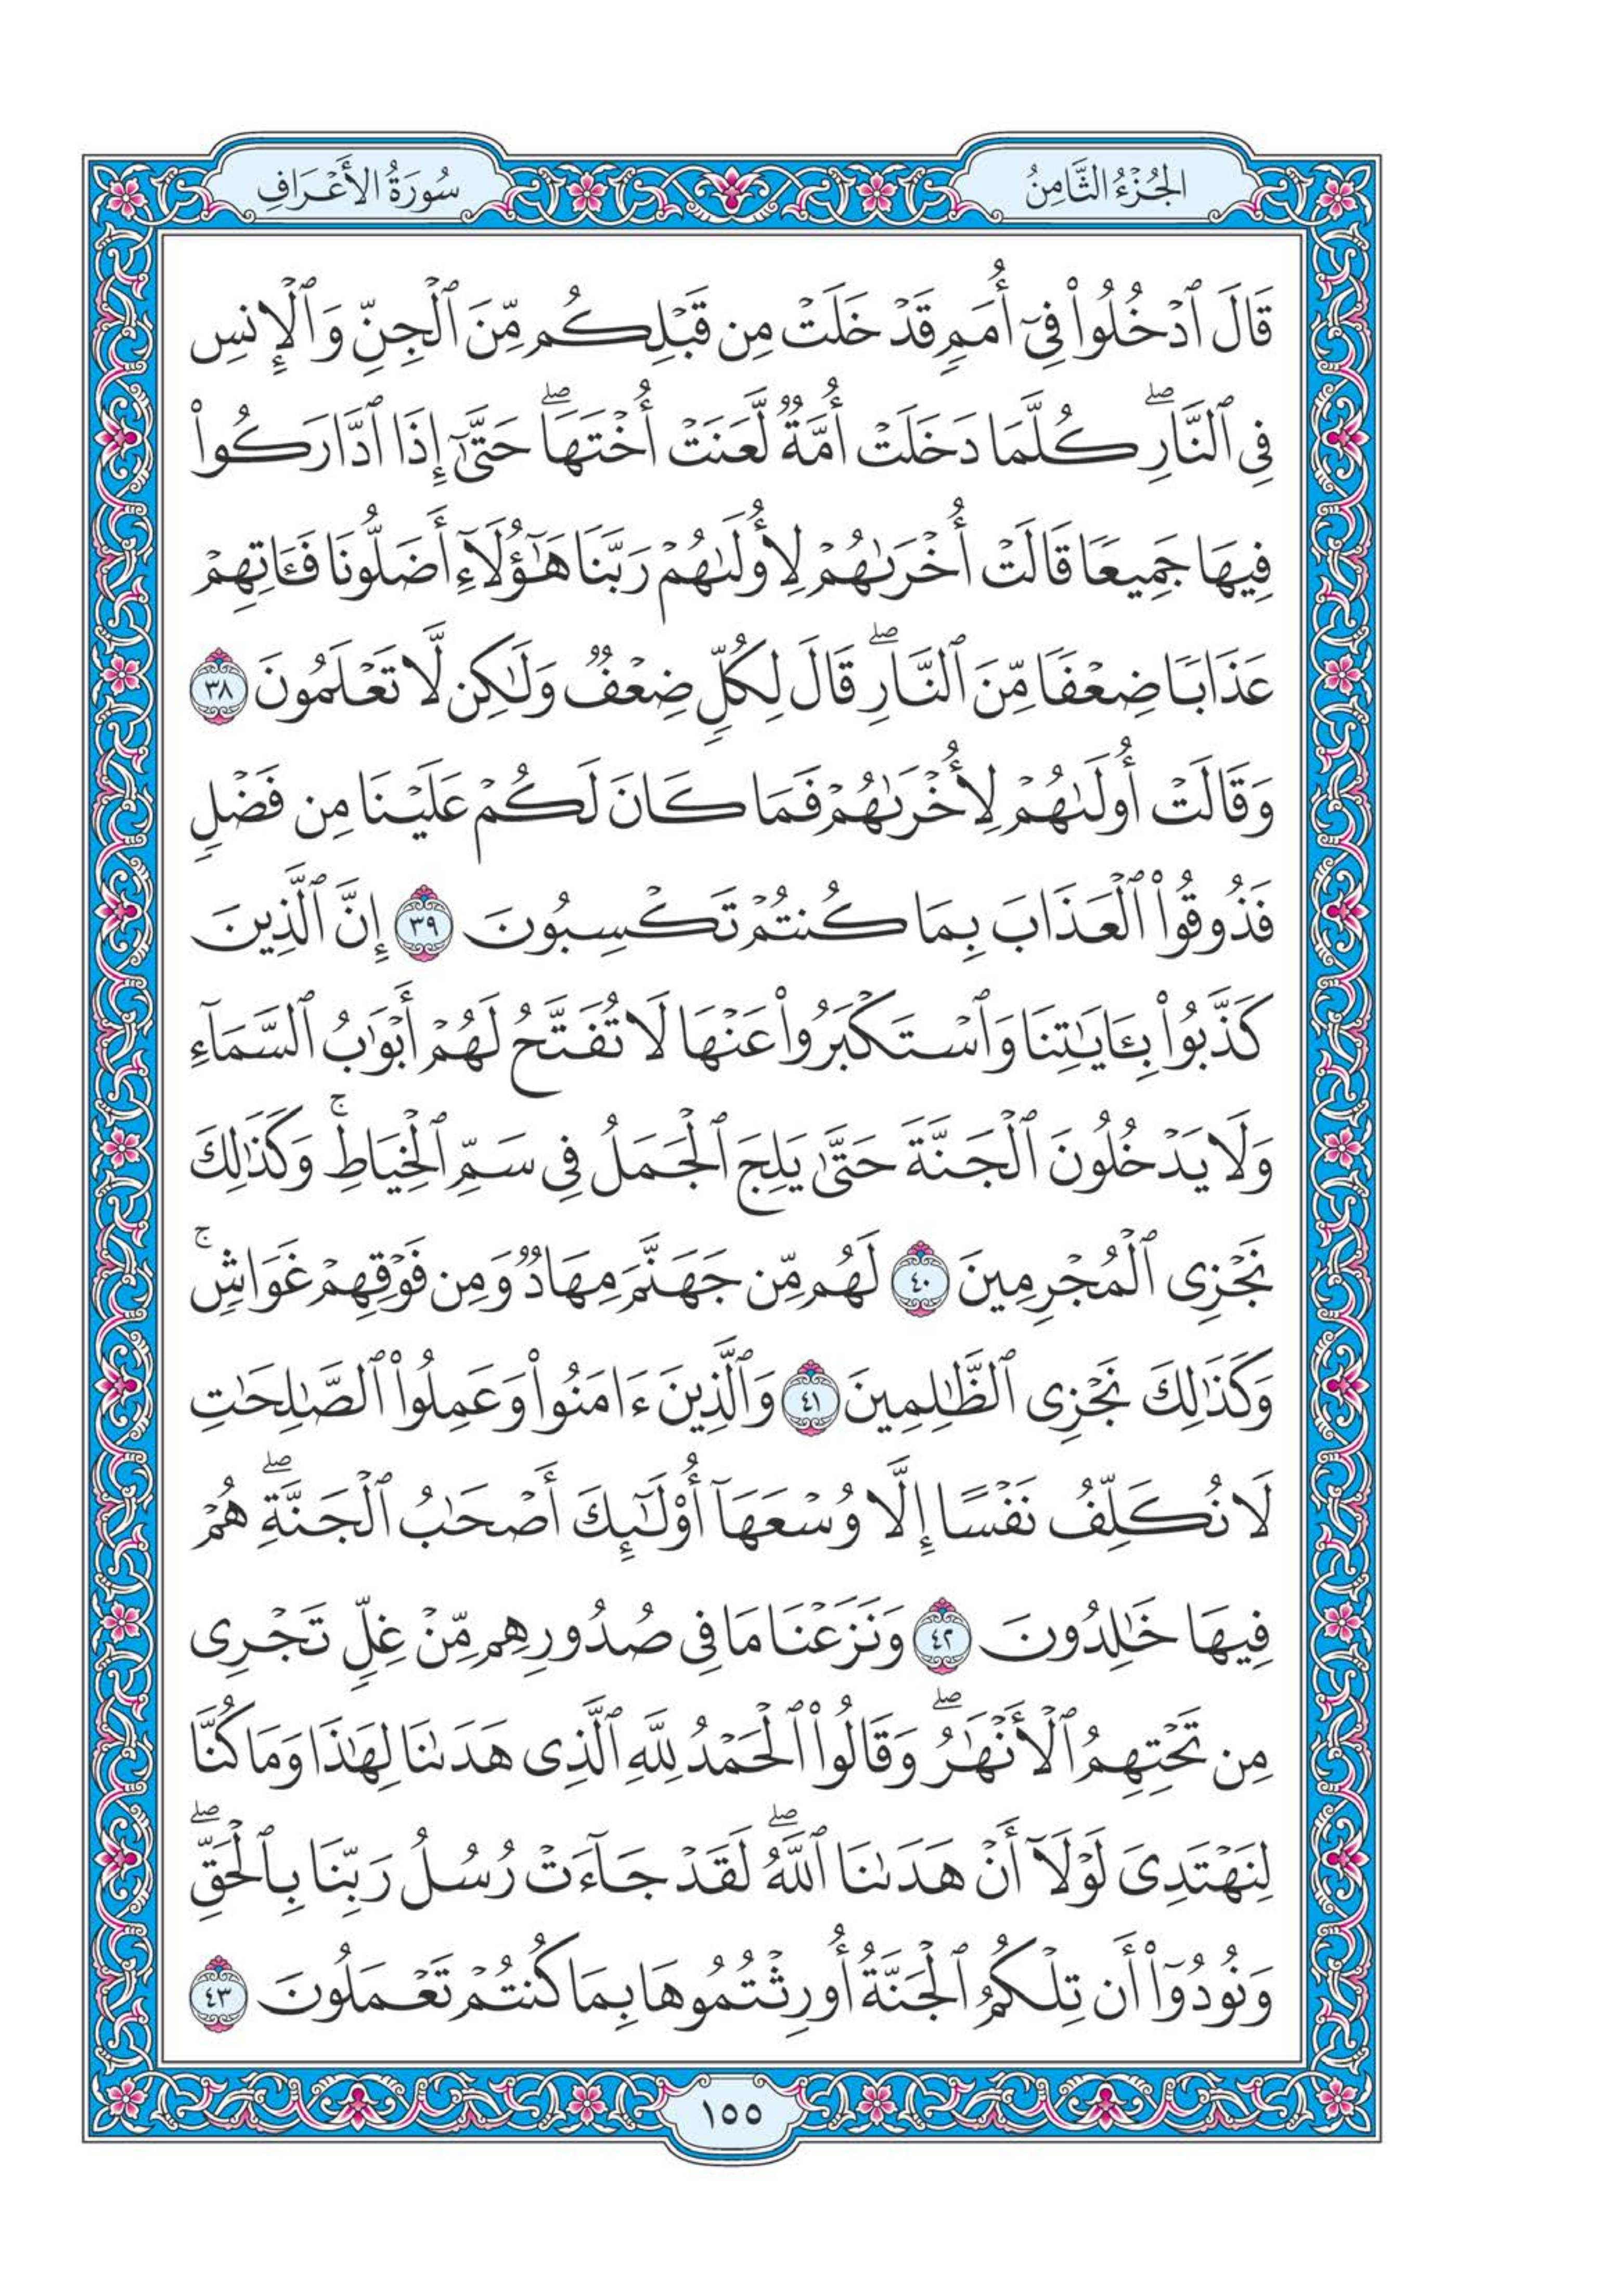 الجُزْءُ الثَّامِنُ
سُورَةُ الأَعْرَافِ
قَالَ ٱدْخُلُوا۟ فِىٓ أُمَمٍ قَدْ خَلَتْ مِن قَبْلِكُم مِّنَ ٱلْجِنِّ وَٱلْإِنسِ
فِى ٱلنَّارِ ۖ كُلَّمَا دَخَلَتْ أُمَّةٌ لَّعَنَتْ أُخْتَهَا ۖ حَتَّىٰٓ إِذَا ٱدَّارَكُوا۟
فِيهَا جَمِيعًا قَالَتْ أُخْرَىٰهُمْ لِأُولَىٰهُمْ رَبَّنَا هَٰٓؤُلَآءِ أَضَلُّونَا فَـَٔاتِهِمْ
عَذَابًا ضِعْفًا مِّنَ ٱلنَّارِ ۖ قَالَ لِكُلٍّ ضِعْفٌ وَلَٰكِن لَّا تَعْلَمُونَ ٣٨
وَقَالَتْ أُولَىٰهُمْ لِأُخْرَىٰهُمْ فَمَا كَانَ لَكُمْ عَلَيْنَا مِن فَضْلٍ
فَذُوقُوا۟ ٱلْعَذَابَ بِمَا كُنتُمْ تَكْسِبُونَ ٣٩ إِنَّ ٱلَّذِينَ
كَذَّبُوا۟ بِـَٔايَٰتِنَا وَٱسْتَكْبَرُوا۟ عَنْهَا لَا تُفَتَّحُ لَهُمْ أَبْوَٰبُ ٱلسَّمَآءِ
وَلَا يَدْخُلُونَ ٱلْجَنَّةَ حَتَّىٰ يَلِجَ ٱلْجَمَلُ فِى سَمِّ ٱلْخِيَاطِ ۚ وَكَذَٰلِكَ
نَجْزِى ٱلْمُجْرِمِينَ ٤٠ لَهُم مِّن جَهَنَّمَ مِهَادٌ وَمِن فَوْقِهِمْ غَوَاشٍ ۚ
وَكَذَٰلِكَ نَجْزِى ٱلظَّٰلِمِينَ ٤١ وَٱلَّذِينَ ءَامَنُوا۟ وَعَمِلُوا۟ ٱلصَّٰلِحَٰتِ
لَا نُكَلِّفُ نَفْسًا إِلَّا وُسْعَهَآ أُو۟لَٰٓئِكَ أَصْحَٰبُ ٱلْجَنَّةِ ۖ هُمْ
فِيهَا خَٰلِدُونَ ٤٢ وَنَزَعْنَا مَا فِى صُدُورِهِم مِّنْ غِلٍّ تَجْرِى
مِن تَحْتِهِمُ ٱلْأَنْهَٰرُ ۖ وَقَالُوا۟ ٱلْحَمْدُ لِلَّهِ ٱلَّذِى هَدَىٰنَا لِهَٰذَا وَمَا كُنَّا
لِنَهْتَدِىَ لَوْلَآ أَنْ هَدَىٰنَا ٱللَّهُ ۖ لَقَدْ جَآءَتْ رُسُلُ رَبِّنَا بِٱلْحَقِّ ۖ
وَنُودُوٓا۟ أَن تِلْكُمُ ٱلْجَنَّةُ أُورِثْتُمُوهَا بِمَا كُنتُمْ تَعْمَلُونَ ٤٣
١٥٥